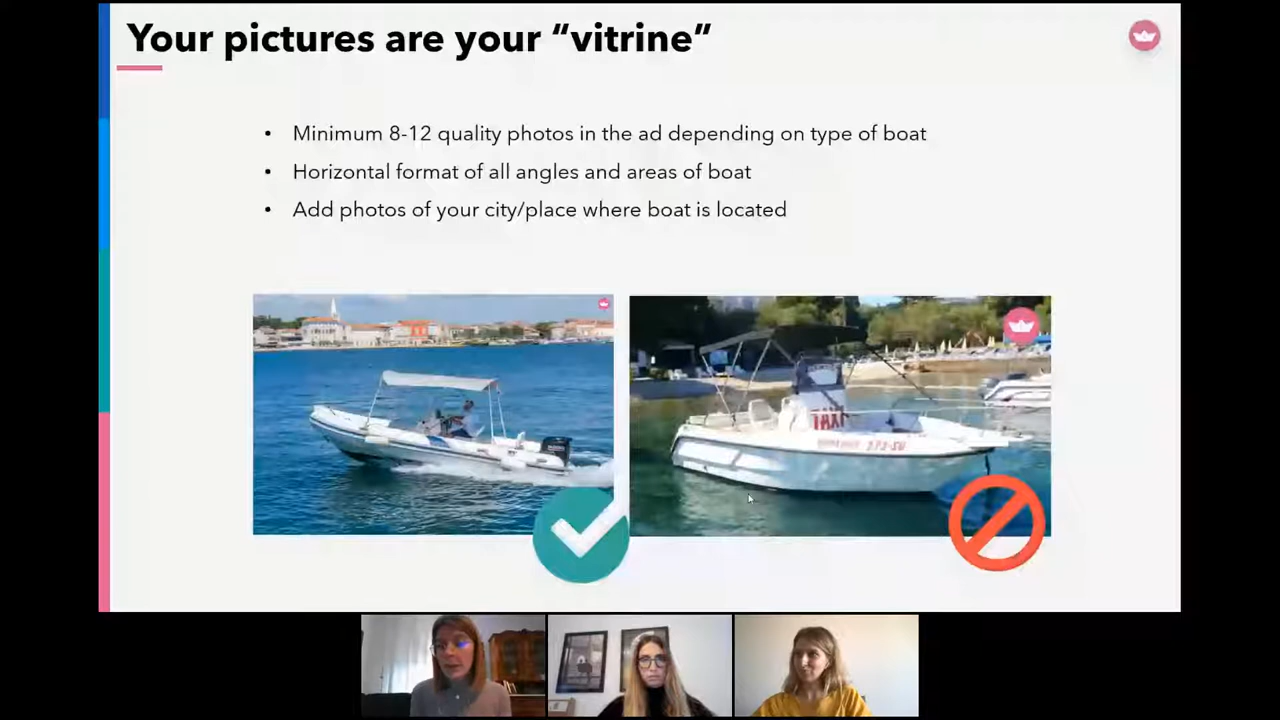 Your pictures are your “vitrine”
• Minimum 8-12 quality photos in the ad depending on type of boat
• Horizontal format of all angles and areas of boat
• Add photos of your city/place where boat is located
TAXI